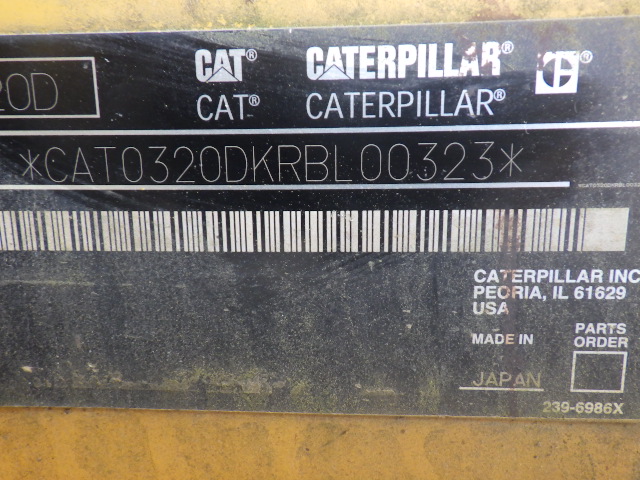 20D
CAT® CATERPILLAR®
CAT® CATERPILLAR®
*CAT0320DKRBL00323*
CATERPILLAR INC
PEORIA, IL 61629
USA
MADE IN
PARTS
ORDER
JAPAN
239-6986X